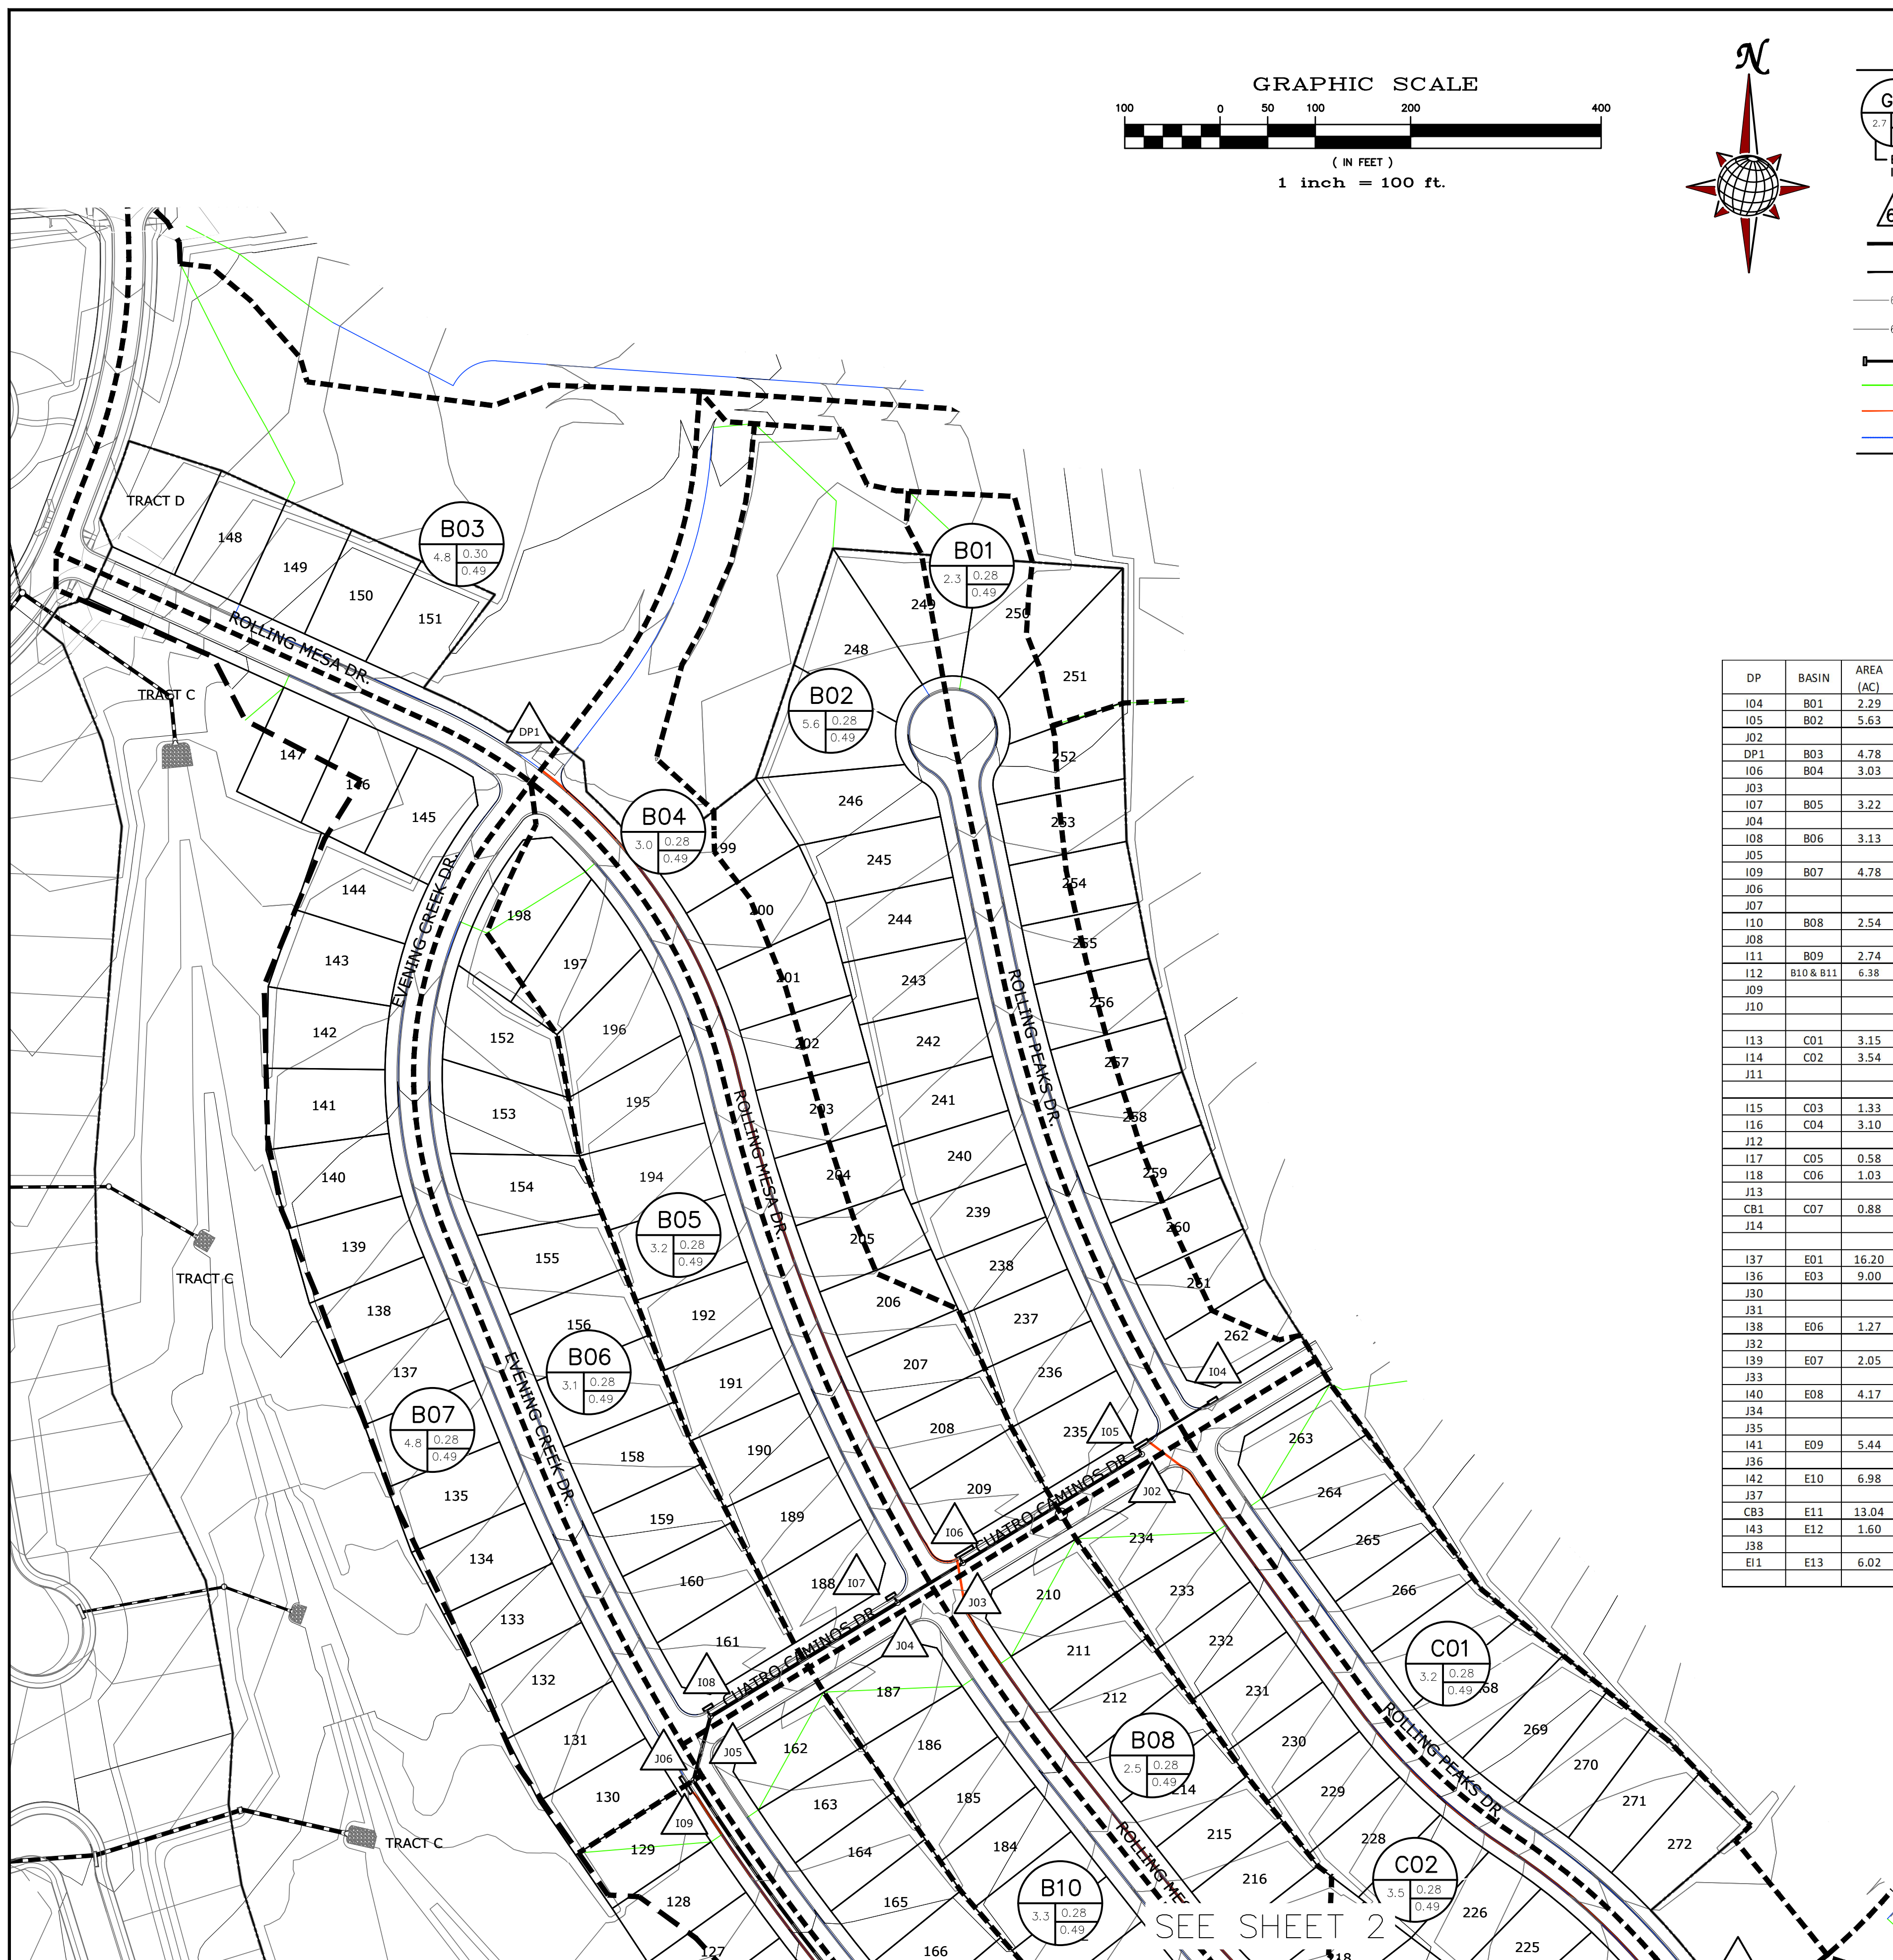 GRAPHIC SCALE
100 0 50 100 200 400
( IN FEET )
1 inch = 100 ft.
N
G
2.7
6
TRACT D
148
149
150
151
B03
4.8 0.30
0.49
ROLLING MESA DR.
TRACT C
147
146
145
DP1
B01
2.3 0.28
0.49
249
250
248
251
B02
5.6 0.28
0.49
252
246
253
B04
3.0 0.28
0.49
199
245
254
144
198
200
244
255
143
EVENING CREEK DR.
197
201
243
256
142
152
196
202
242
257
ROLLING PEAKS DR.
141
153
195
203
241
258
140
154
194
204
240
259
ROLLING MESA DR.
139
155
B05
3.2 0.28
0.49
205
239
260
138
156
192
206
238
261
237
262
137
B06
3.1 0.28
0.49
191
207
236
I04
B07
4.8 0.28
0.49
EVENING CREEK DR.
158
190
208
235
I05
263
135
159
189
209
CUATRO CAMINOS DR.
J02
264
134
160
188
I07
I06
J03
210
234
233
265
266
133
161
I08
CUATRO CAMINOS DR.
J04
211
232
C01
3.2 0.28
0.49
68
132
187
212
231
ROLLING PEAKS DR.
269
131
J06
J05
162
186
B08
2.5 0.28
0.49
14
230
270
130
I09
163
185
229
271
129
TRACT C
164
184
ROLLING MES
215
228
272
128
165
B10
3.3 0.28
0.49
216
C02
3.5 0.28
0.49
226
SEE SHEET 2
127
166
18
225
DP BASIN AREA
(AC)
I04 B01 2.29
I05 B02 5.63
J02
DP1 B03 4.78
I06 B04 3.03
J03
I07 B05 3.22
J04
I08 B06 3.13
J05
I09 B07 4.78
J06
J07
I10 B08 2.54
J08
I11 B09 2.74
I12 B10 & B11 6.38
J09
J10
I13 C01 3.15
I14 C02 3.54
J11
I15 C03 1.33
I16 C04 3.10
J12
I17 C05 0.58
I18 C06 1.03
J13
CB1 C07 0.88
J14
I37 E01 16.20
I36 E03 9.00
J30
J31
I38 E06 1.27
J32
I39 E07 2.05
J33
I40 E08 4.17
J34
J35
I41 E09 5.44
J36
I42 E10 6.98
J37
CB3 E11 13.04
I43 E12 1.60
J38
EI1 E13 6.02
TRACT C